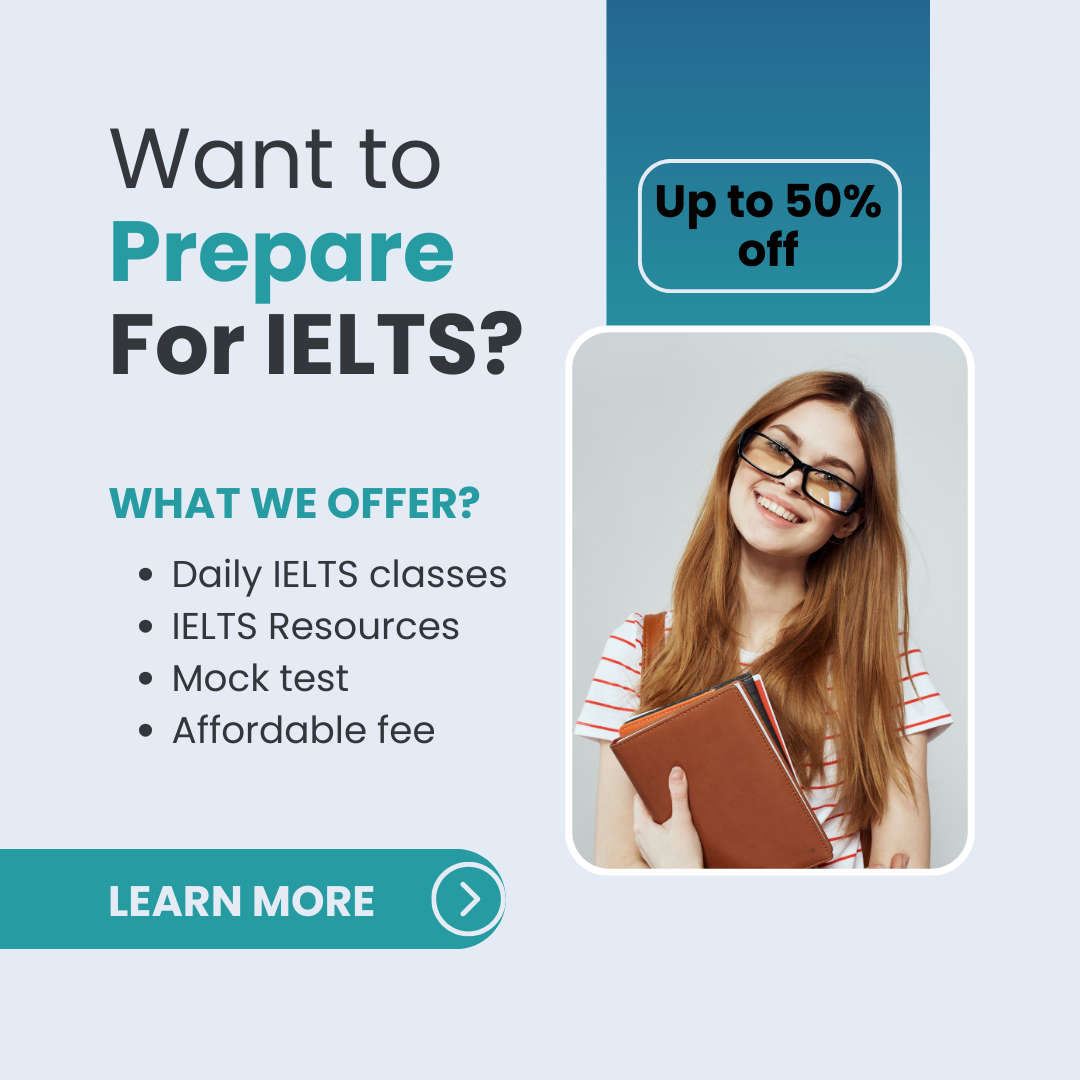 Want to
Prepare
For IELTS?
Up to 50%
off
WHAT WE OFFER?
Daily IELTS classes
IELTS Resources
Mock test
Affordable fee
LEARN MORE